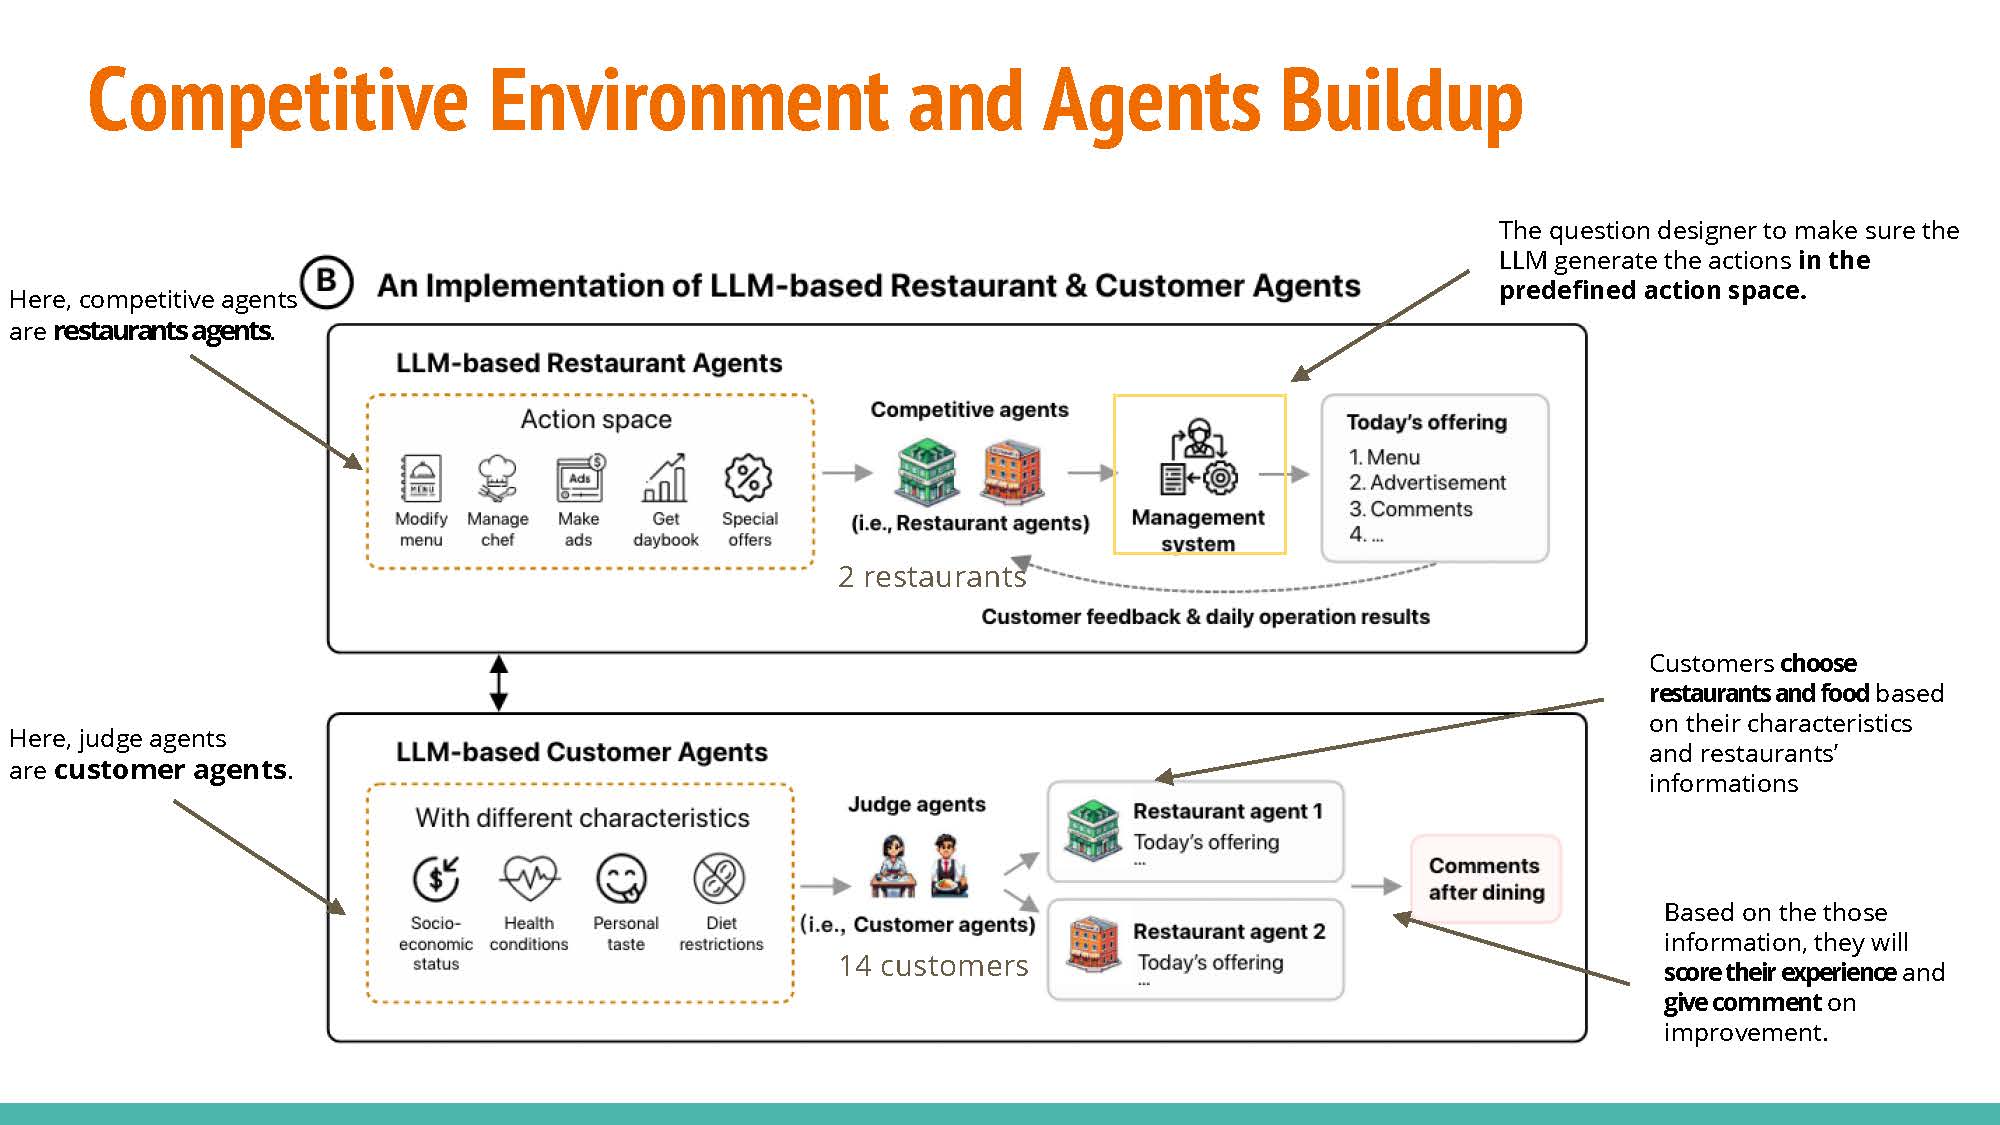 Competitive Environment and Agents Buildup
The question designer to make sure the
LLM generate the actions in the
predefined action space.
Here, competitive agents
are restaurants agents.
B
An Implementation of LLM-based Restaurant & Customer Agents
LLM-based Restaurant Agents
Action space
MENU
Ads
Modify
menu
Manage
chef
Make
ads
Get
daybook
Special
offers
Competitive agents
(i.e., Restaurant agents)
2 restaurants
Management
system
Today's offering
1. Menu
2. Advertisement
3. Comments
4. ...
Customer feedback & daily operation results
Customers choose
restaurants and food based
on their characteristics
and restaurants'
informations
Here, judge agents
are customer agents.
LLM-based Customer Agents
With different characteristics
Socio-
economic
status
Health
conditions
Personal
taste
Diet
restrictions
Judge agents
(i.e., Customer agents)
14 customers
Restaurant agent 1
Today's offering
...
Restaurant agent 2
Today's offering
...
Comments
after dining
Based on the those
information, they will
score their experience and
give comment on
improvement.